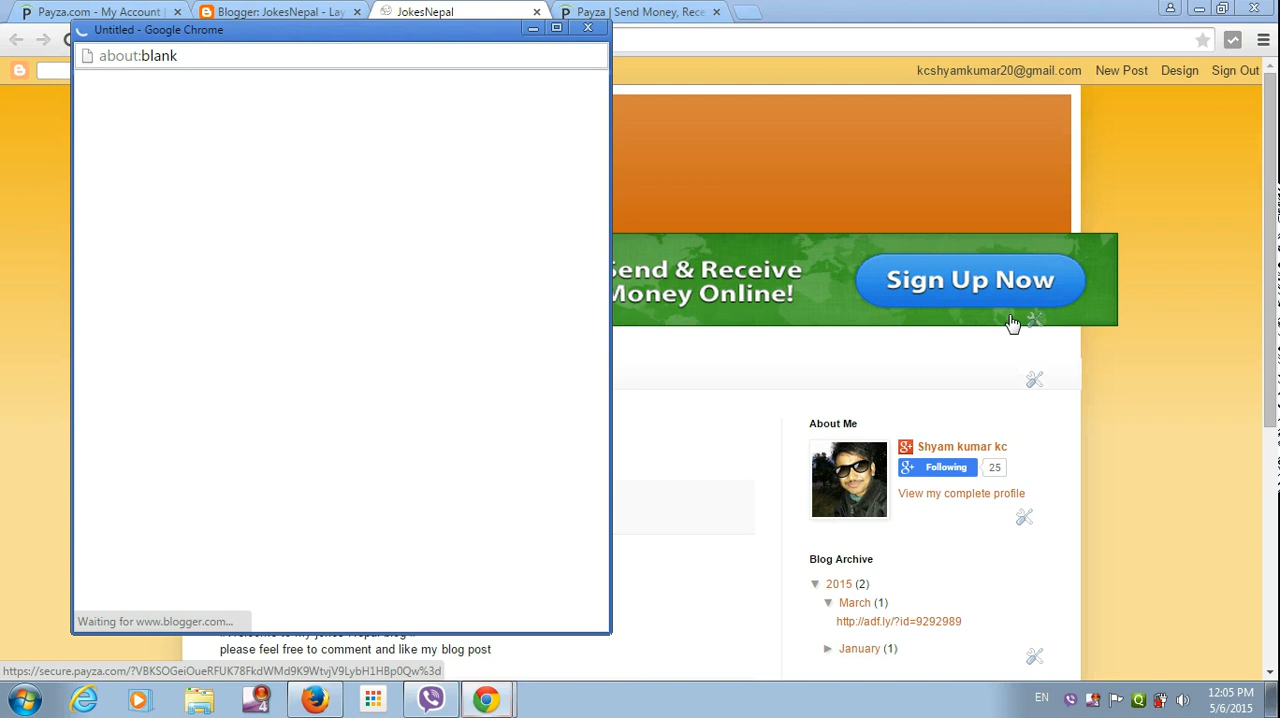 Payza.com - My Account |
Blogger: JokesNepal - Lay
JokesNepal
Payza | Send Money, Rece
Untitled - Google Chrome
about:blank
kcshyamkumar20@gmail.com New Post Design Sign Out
Send & Receive
Money Online!
Sign Up Now
About Me
Shyam kumar kc
Following 25
View my complete profile
Blog Archive
▼ 2015 (2)
▼ March (1)
http://adf.ly/?id=9292989
► January (1)
Waiting for www.blogger.com...
please feel free to comment and like my blog post
https://secure.payza.com/?VBKSOGeiOueRFUK78FkdWMd9K9WtvjV9LybH1HBp0Qw%3d
EN
12:05 PM
5/6/2015